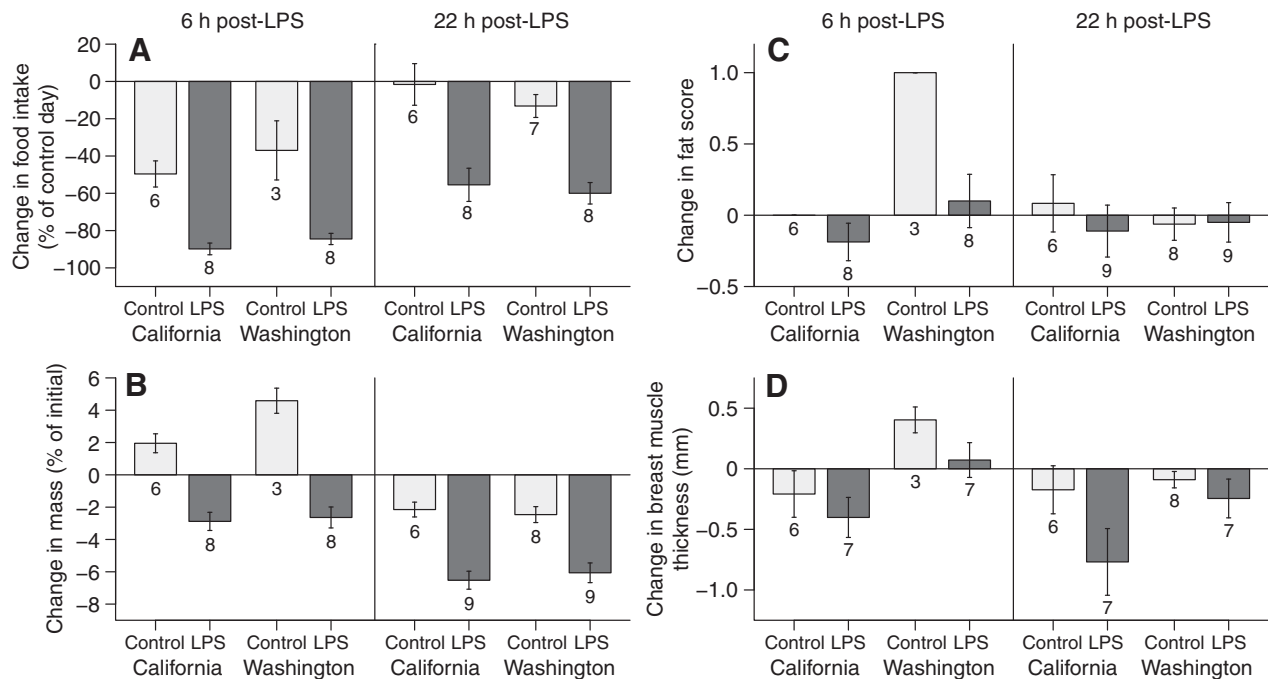 6 h post-LPS 22 h post-LPS
A
Change in food intake
(% of control day)
20
0
−20
−40
−60
−80
−100
6 8 3 8 6 8 7 8
Control LPS Control LPS Control LPS Control LPS
California Washington California Washington
B
Change in mass (% of initial)
6
4
2
0
−2
−4
−6
−8
6 8 3 8 6 9 8 9
Control LPS Control LPS Control LPS Control LPS
California Washington California Washington
6 h post-LPS 22 h post-LPS
C
Change in fat score
1.0
0.5
0
−0.5
6 8 3 8 6 9 8 9
Control LPS Control LPS Control LPS Control LPS
California Washington California Washington
D
Change in breast muscle
thickness (mm)
0.5
0
−0.5
−1.0
6 7 3 7 6 7 8 7
Control LPS Control LPS Control LPS Control LPS
California Washington California Washington